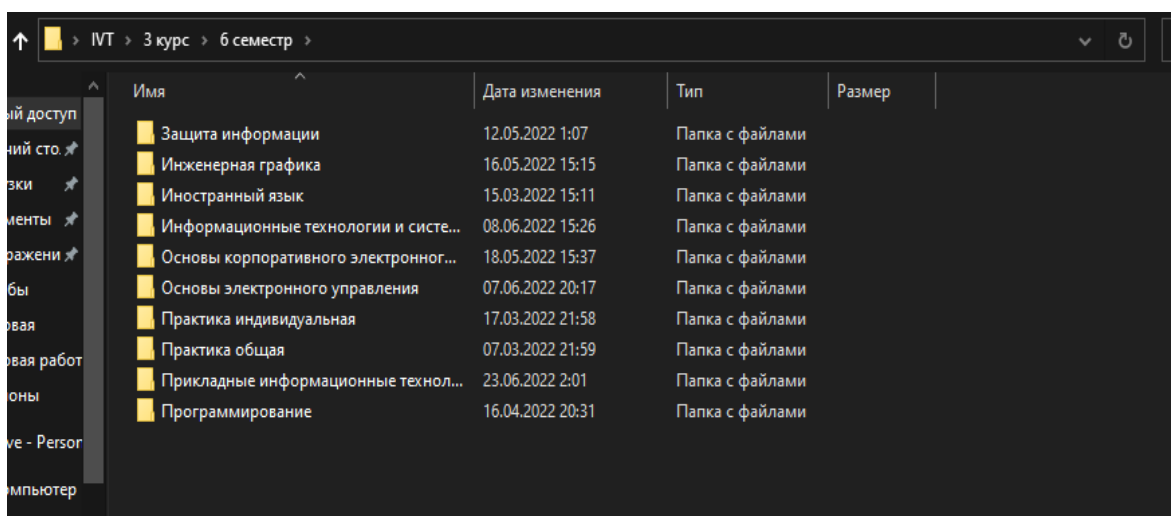 IVT > 3 курс > 6 семестр >
Имя Дата изменения Тип Размер
Защита информации 12.05.2022 1:07 Папка с файлами
Инженерная графика 16.05.2022 15:15 Папка с файлами
Иностранный язык 15.03.2022 15:11 Папка с файлами
Информационные технологии и систе... 08.06.2022 15:26 Папка с файлами
Основы корпоративного электронног... 18.05.2022 15:37 Папка с файлами
Основы электронного управления 07.06.2022 20:17 Папка с файлами
Практика индивидуальная 17.03.2022 21:58 Папка с файлами
Практика общая 07.03.2022 21:59 Папка с файлами
Прикладные информационные технол... 23.06.2022 2:01 Папка с файлами
Программирование 16.04.2022 20:31 Папка с файлами
ый доступ
ний сто.
зки
менты
ражени
бы
овая
овая работ
оны
ve - Person
омпьютер